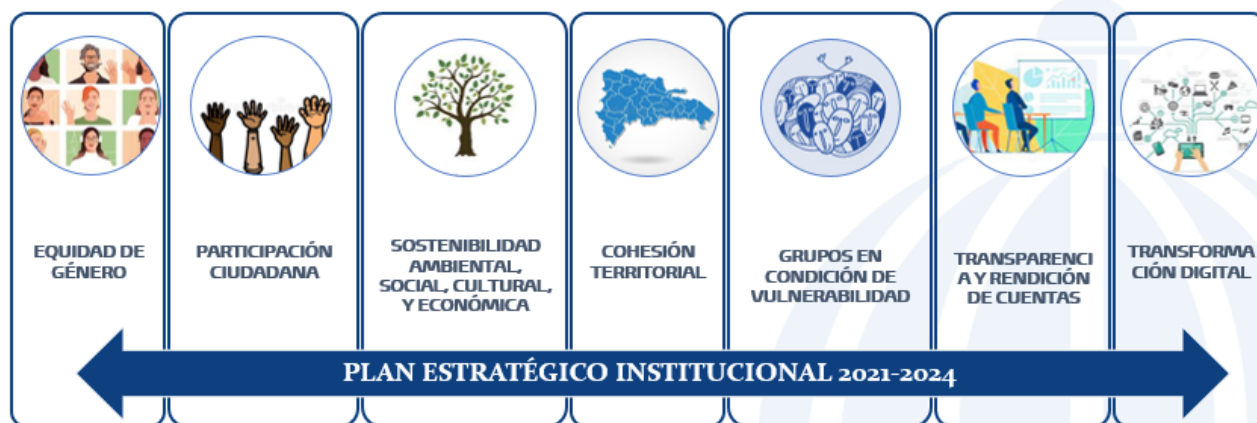 EQUIDAD DE
GÉNERO
PARTICIPACIÓN
CIUDADANA
SOSTENIBILIDAD
AMBIENTAL,
SOCIAL, CULTURAL,
Y ECONÓMICA
COHESIÓN
TERRITORIAL
GRUPOS EN
CONDICIÓN DE
VULNERABILIDAD
TRANSPARENCI
A Y RENDICIÓN
DE CUENTAS
TRANSFORMA
CIÓN DIGITAL
PLAN ESTRATÉGICO INSTITUCIONAL 2021-2024